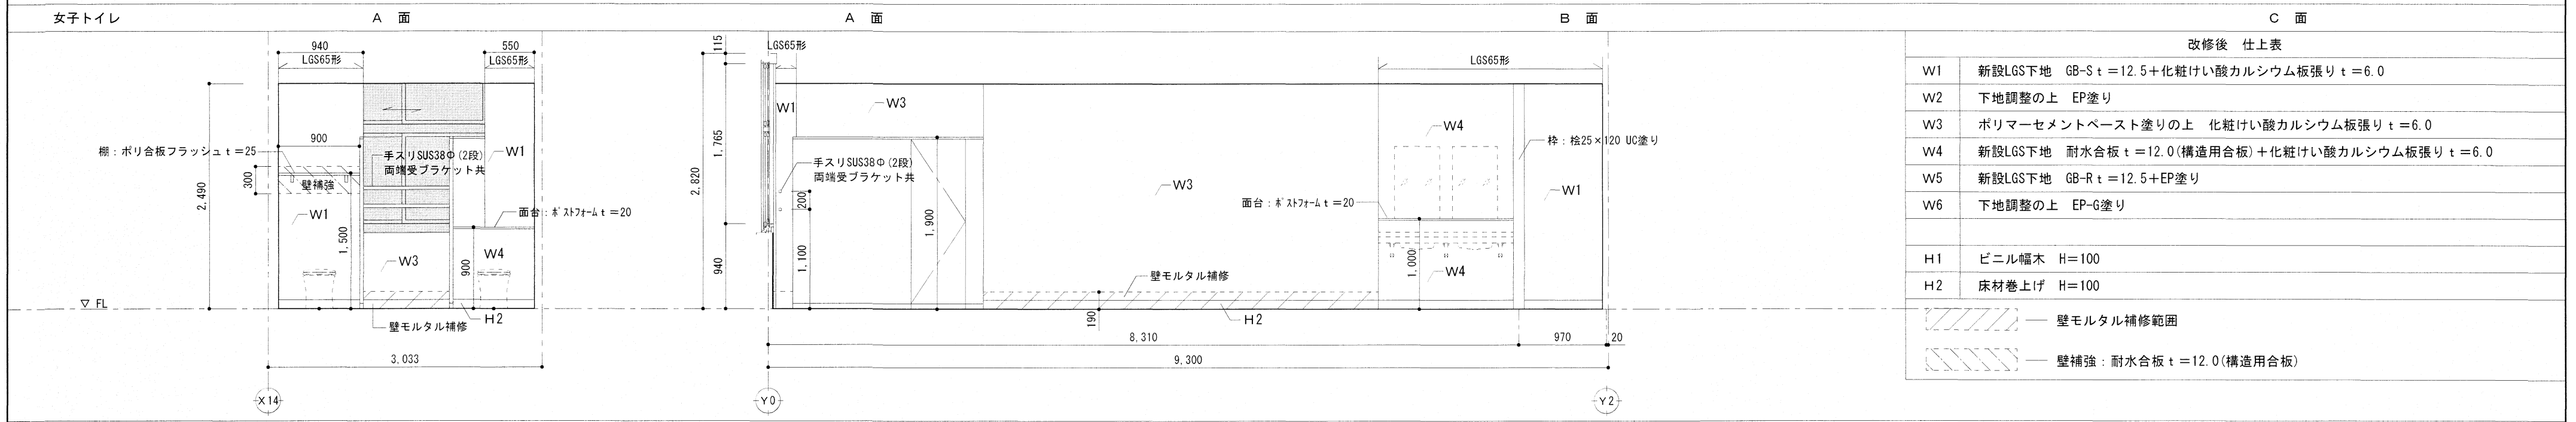 女子トイレ
A 面
A 面
B 面
C 面
940
LGS65形
550
LGS65形
2,490
900
棚：ポリ合板フラッシュｔ＝25
300
壁補強
手スリSUS38Φ(2段)
両端受ブラケット共
W1
W1
1,500
面台：ﾎﾟｽﾄﾌｫｰﾑｔ＝20
W3
900
W4
▽ FL
H2
壁モルタル補修
3,033
X14
115
LGS65形
2,820
1,765
940
W1
W3
手スリSUS38Φ(2段)
両端受ブラケット共
200
1,100
1,900
W3
壁モルタル補修
190
H2
LGS65形
W4
枠：桧25×120 UC塗り
面台：ﾎﾟｽﾄﾌｫｰﾑｔ＝20
W1
1,000
W4
8,310
970
20
9,300
Y0
Y2
改修後 仕上表
W1 新設LGS下地 GB-Sｔ＝12.5＋化粧けい酸カルシウム板張りｔ＝6.0
W2 下地調整の上 EP塗り
W3 ポリマーセメントペースト塗りの上 化粧けい酸カルシウム板張りｔ＝6.0
W4 新設LGS下地 耐水合板ｔ＝12.0(構造用合板)＋化粧けい酸カルシウム板張りｔ＝6.0
W5 新設LGS下地 GB-Rｔ＝12.5＋EP塗り
W6 下地調整の上 EP-G塗り
H1 ビニル幅木 H＝100
H2 床材巻上げ H＝100
壁モルタル補修範囲
壁補強：耐水合板ｔ＝12.0(構造用合板)